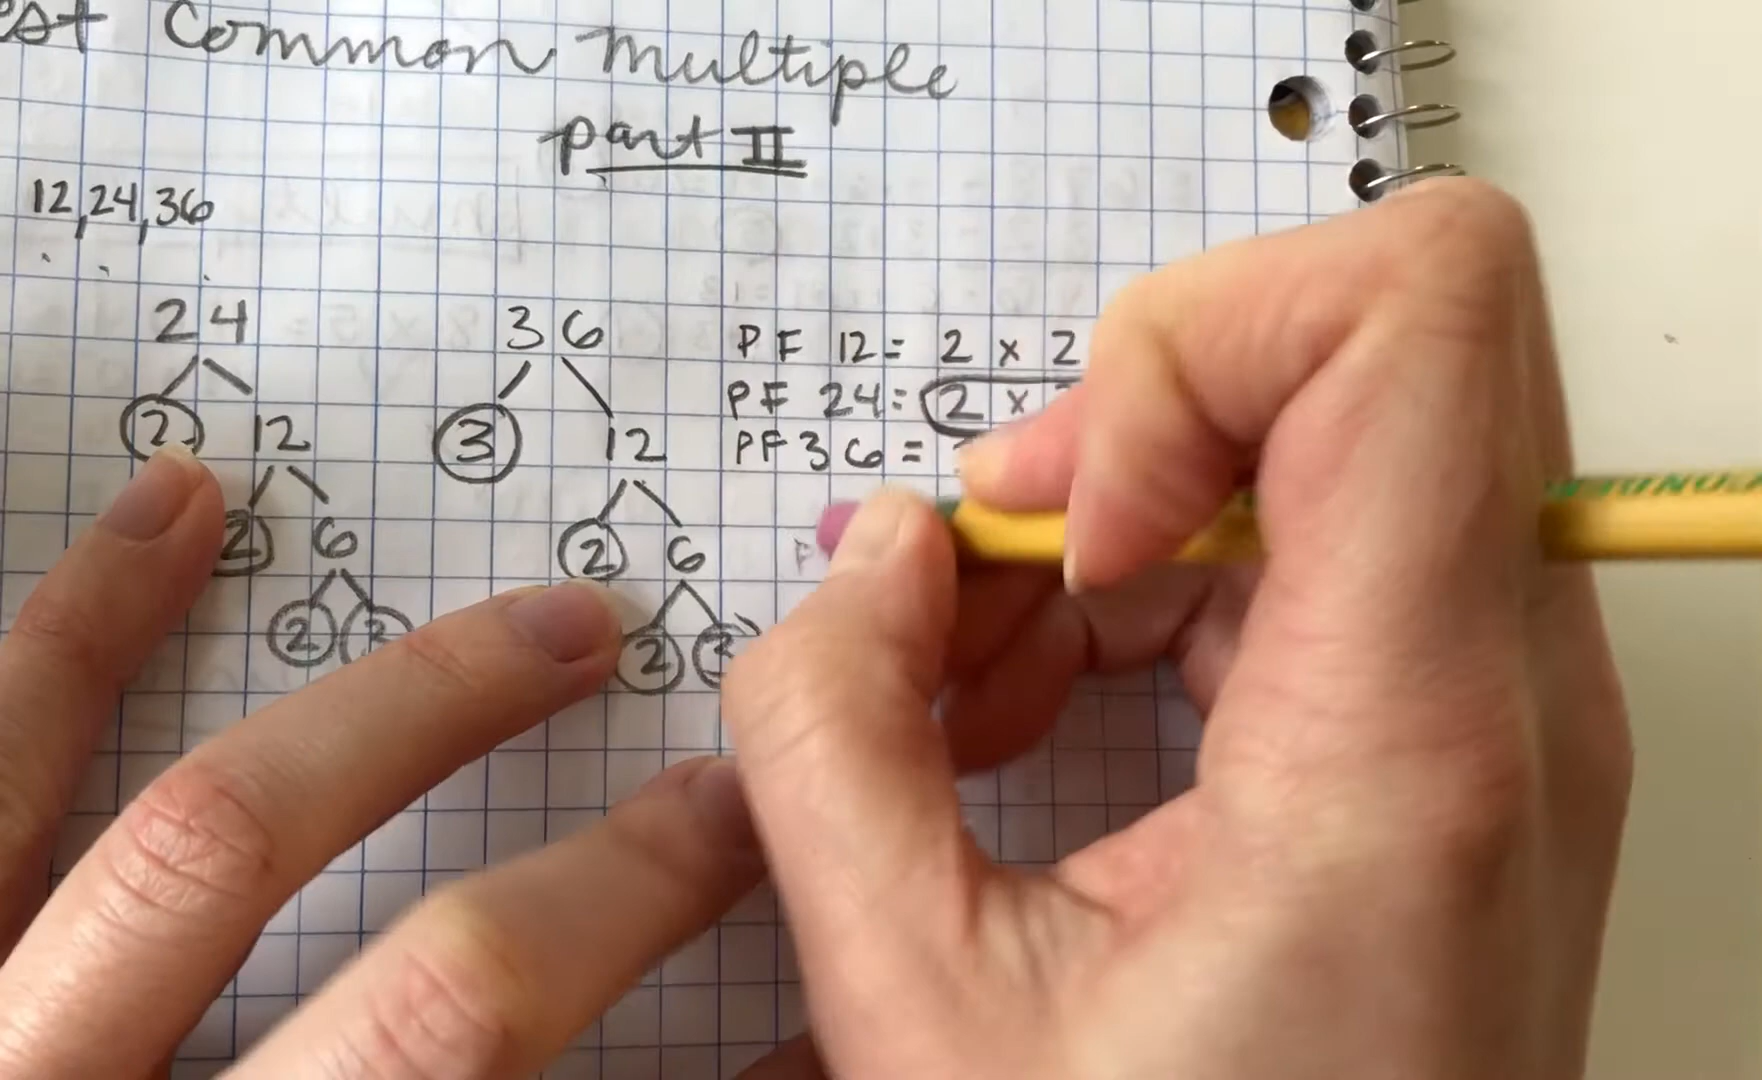 Common Multiple
part II
12,24,36
24 36
PF 12= 2 x 2
PF 24= 2 x
2 12 3 12
PF 36 =
2 6 2 6
2 2